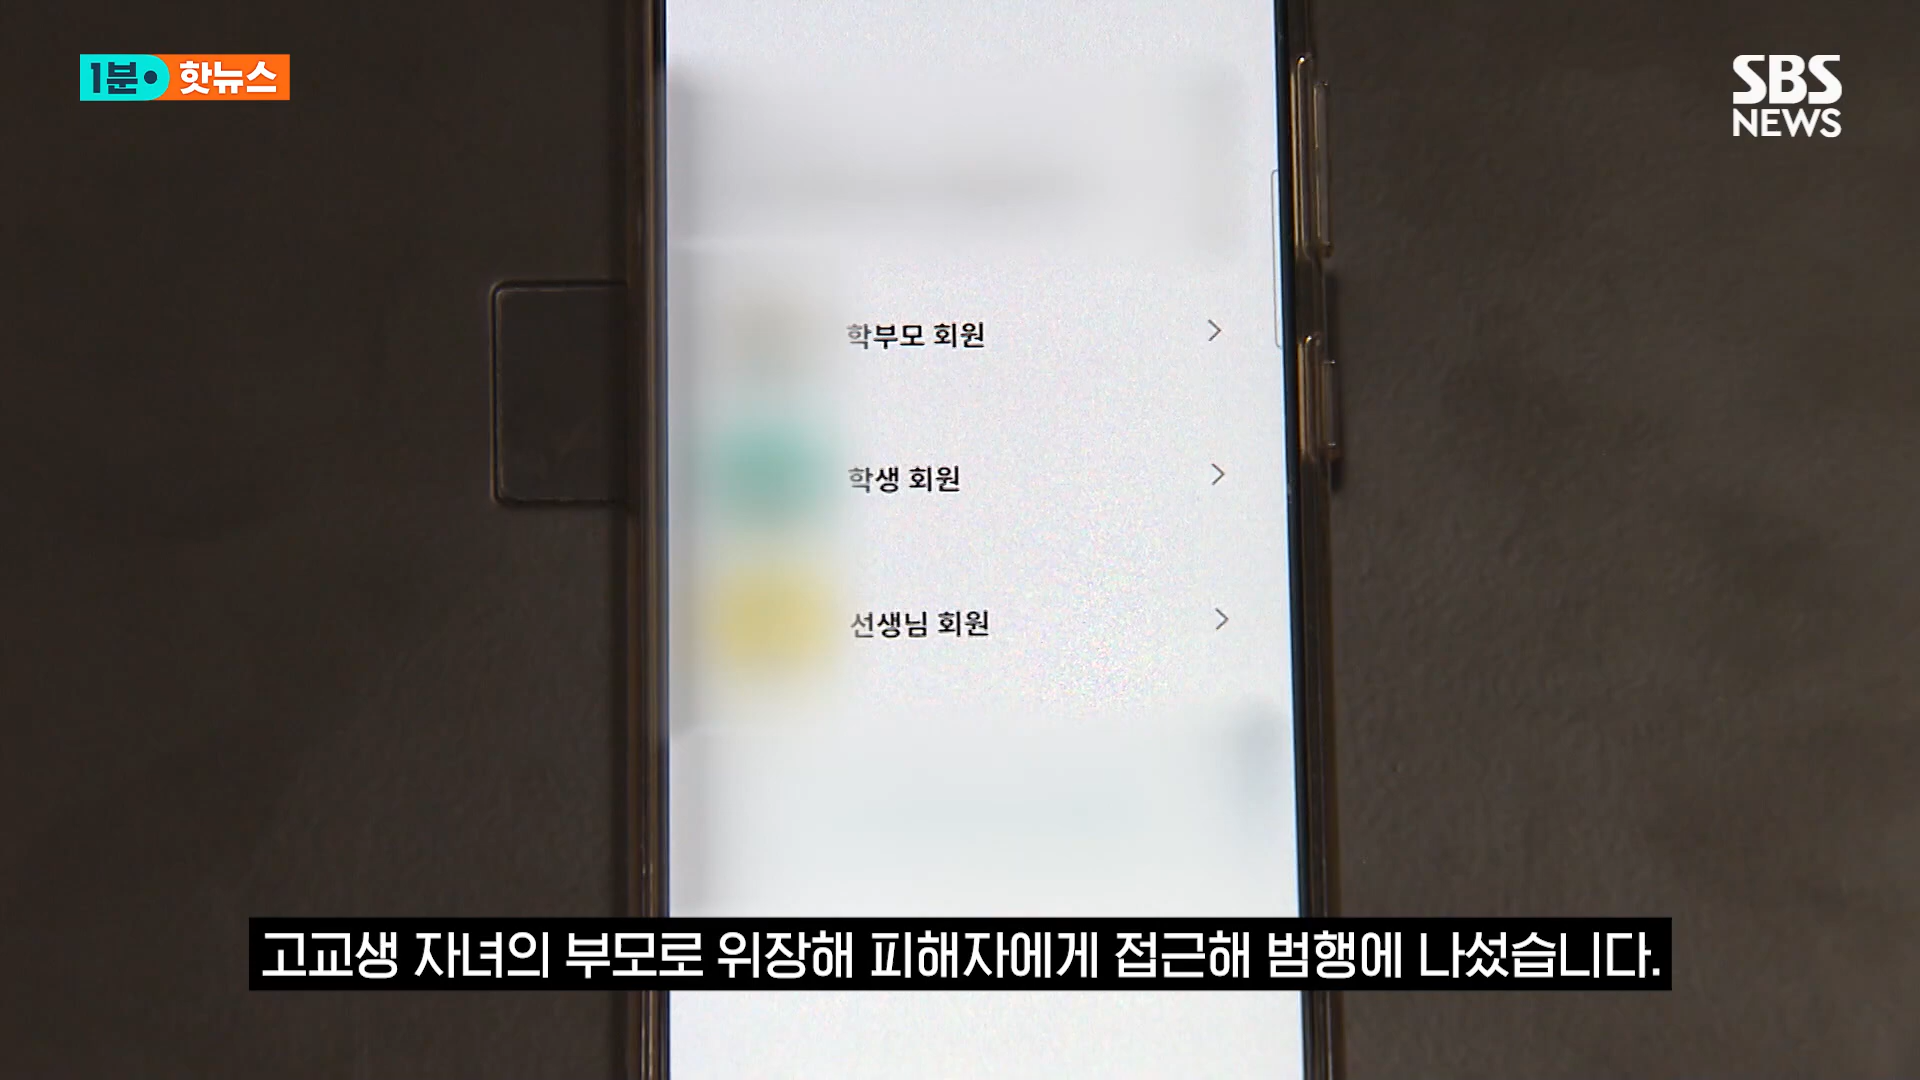 1분 핫뉴스
SBS
NEWS
학부모 회원
학생 회원
선생님 회원
고교생 자녀의 부모로 위장해 피해자에게 접근해 범행에 나섰습니다.